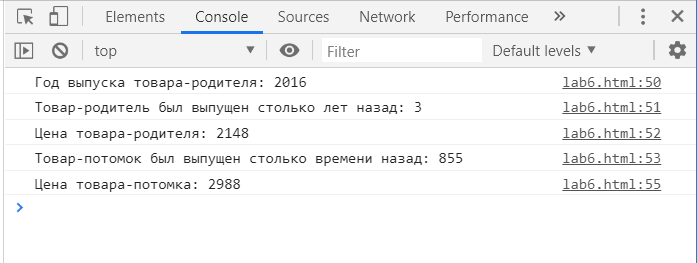 Elements Console Sources Network Performance »
top Filter Default levels
Год выпуска товара-родителя: 2016 lab6.html:50
Товар-родитель был выпущен столько лет назад: 3 lab6.html:51
Цена товара-родителя: 2148 lab6.html:52
Товар-потомок был выпущен столько времени назад: 855 lab6.html:53
Цена товара-потомка: 2988 lab6.html:55